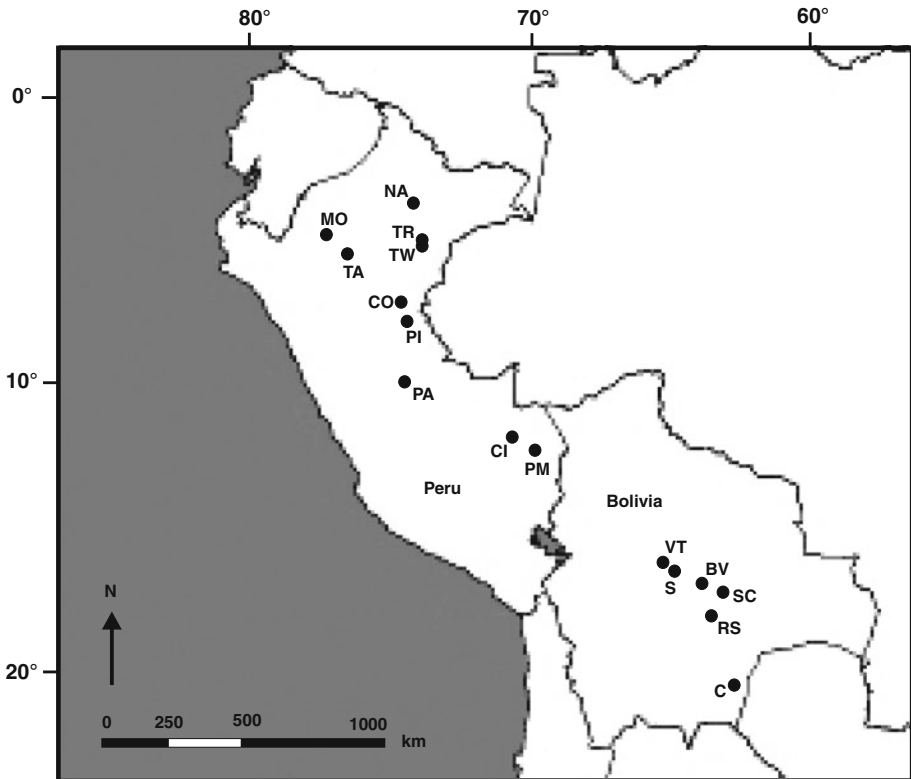 80° 70° 60°
0°
NA
MO
TR
TW
TA
CO
PI
10°
PA
CI
PM
Peru
Bolivia
VT
BV
S
SC
N
RS
20°
C
0 250 500 1000
km